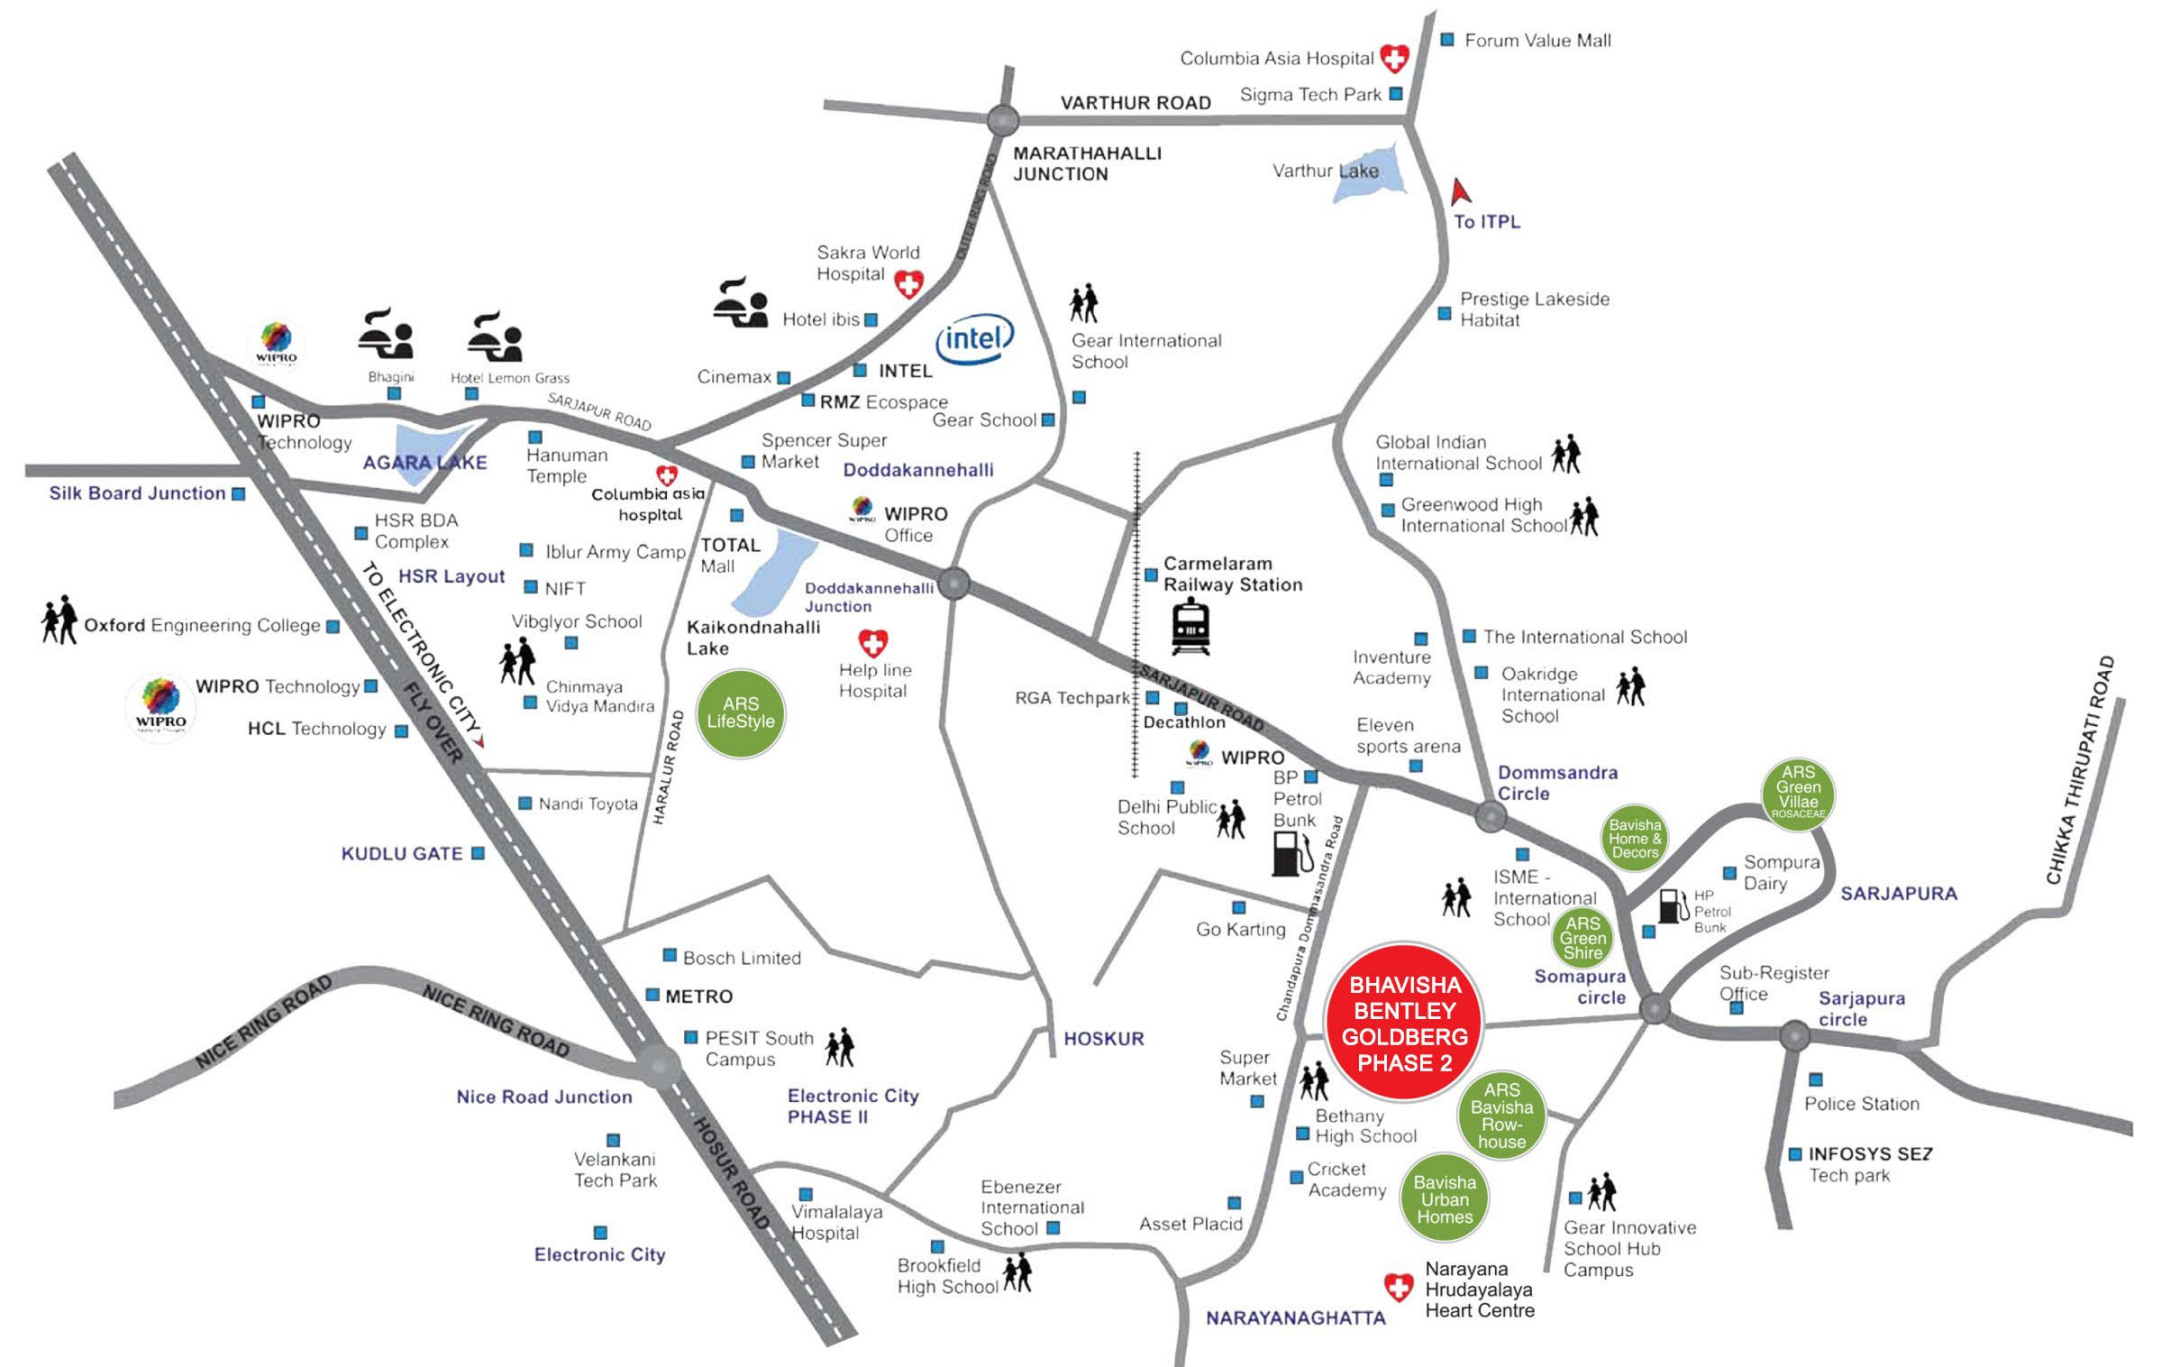 Forum Value Mall
Columbia Asia Hospital
Sigma Tech Park
VARTHUR ROAD
MARATHAHALLI
JUNCTION
Varthur Lake
To ITPL
OUTER RING ROAD
Sakra World
Hospital
Hotel ibis
intel
Prestige Lakeside
Habitat
Gear International
School
WIPRO
Bhagini
Hotel Lemon Grass
Cinemax
INTEL
RMZ Ecospace
Gear School
SARJAPUR ROAD
WIPRO
Technology
AGARA LAKE
Hanuman
Temple
Spencer Super
Market
Doddakannehalli
Global Indian
International School
Silk Board Junction
Columbia asia
hospital
Greenwood High
International School
HSR BDA
Complex
WIPRO
WIPRO
Office
Iblur Army Camp
TOTAL
Mall
HSR Layout
NIFT
Carmelaram
Railway Station
Doddakannehalli
Junction
TO ELECTRONIC CITY
Oxford Engineering College
Vibglyor School
Kaikondnahalli
Lake
Help line
Hospital
The International School
Inventure
Academy
Oakridge
International
School
WIPRO
WIPRO Technology
HCL Technology
FLY OVER
Chinmaya
Vidya Mandira
ARS
LifeStyle
RGA Techpark
SARJAPUR ROAD
Decathlon
Eleven
sports arena
HARALUR ROAD
WIPRO
WIPRO
BP
Petrol
Bunk
Delhi Public
School
Dommsandra
Circle
ARS
Green
Villae
ROSACEAE
CHIKKA THIRUPATI ROAD
Nandi Toyota
KUDLU GATE
Bavisha
Home &
Decors
Sompura
Dairy
SARJAPURA
ISME -
International
School
HP
Petrol
Bunk
Chandapura Dommasandra Road
Go Karting
ARS
Green
Shire
Bosch Limited
METRO
NICE RING ROAD
NICE RING ROAD
PESIT South
Campus
HOSKUR
BHAVISHA
BENTLEY
GOLDBERG
PHASE 2
Somapura
circle
Sub-Register
Office
Sarjapura
circle
Super
Market
Nice Road Junction
Electronic City
PHASE II
Bethany
High School
ARS
Bavisha
Row-
house
Police Station
INFOSYS SEZ
Tech park
HOSUR ROAD
Velankani
Tech Park
Cricket
Academy
Bavisha
Urban
Homes
Vimalalaya
Hospital
Ebenezer
International
School
Asset Placid
Gear Innovative
School Hub
Campus
Electronic City
Brookfield
High School
Narayana
Hrudayalaya
Heart Centre
NARAYANAGHATTA